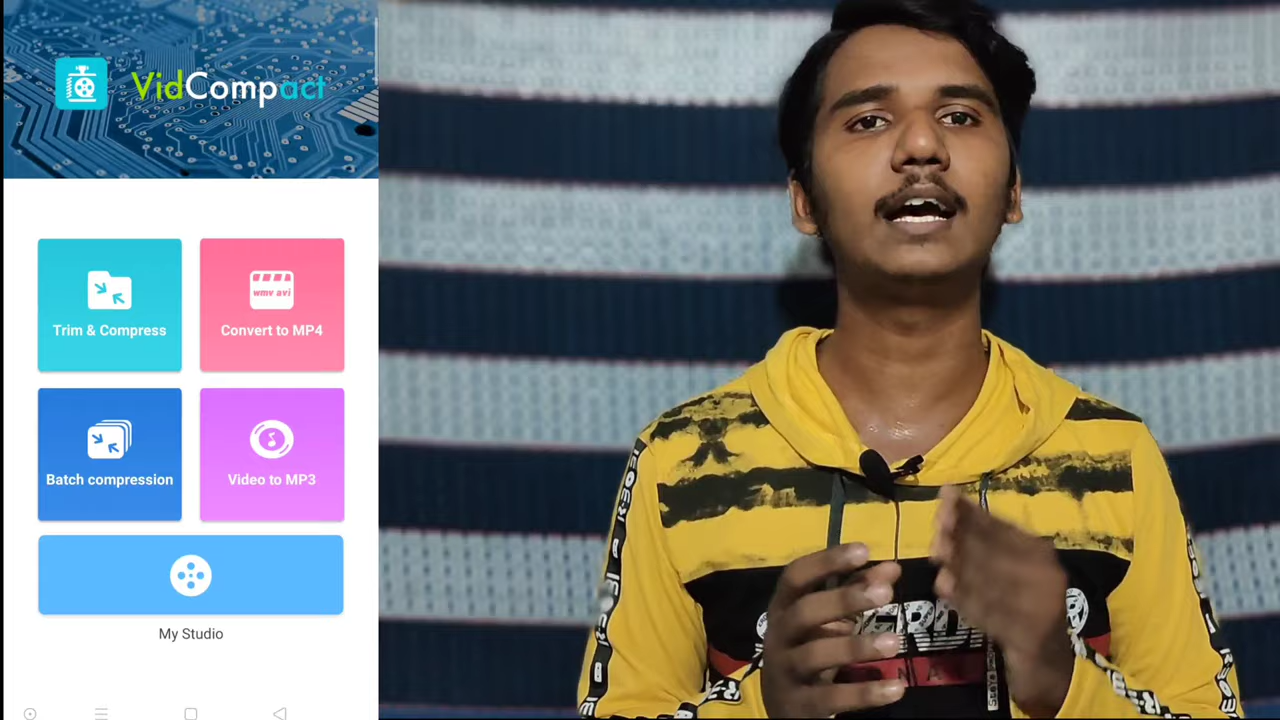 VidCompact
Trim & Compress
wmv avi
Convert to MP4
Batch compression
Video to MP3
My Studio